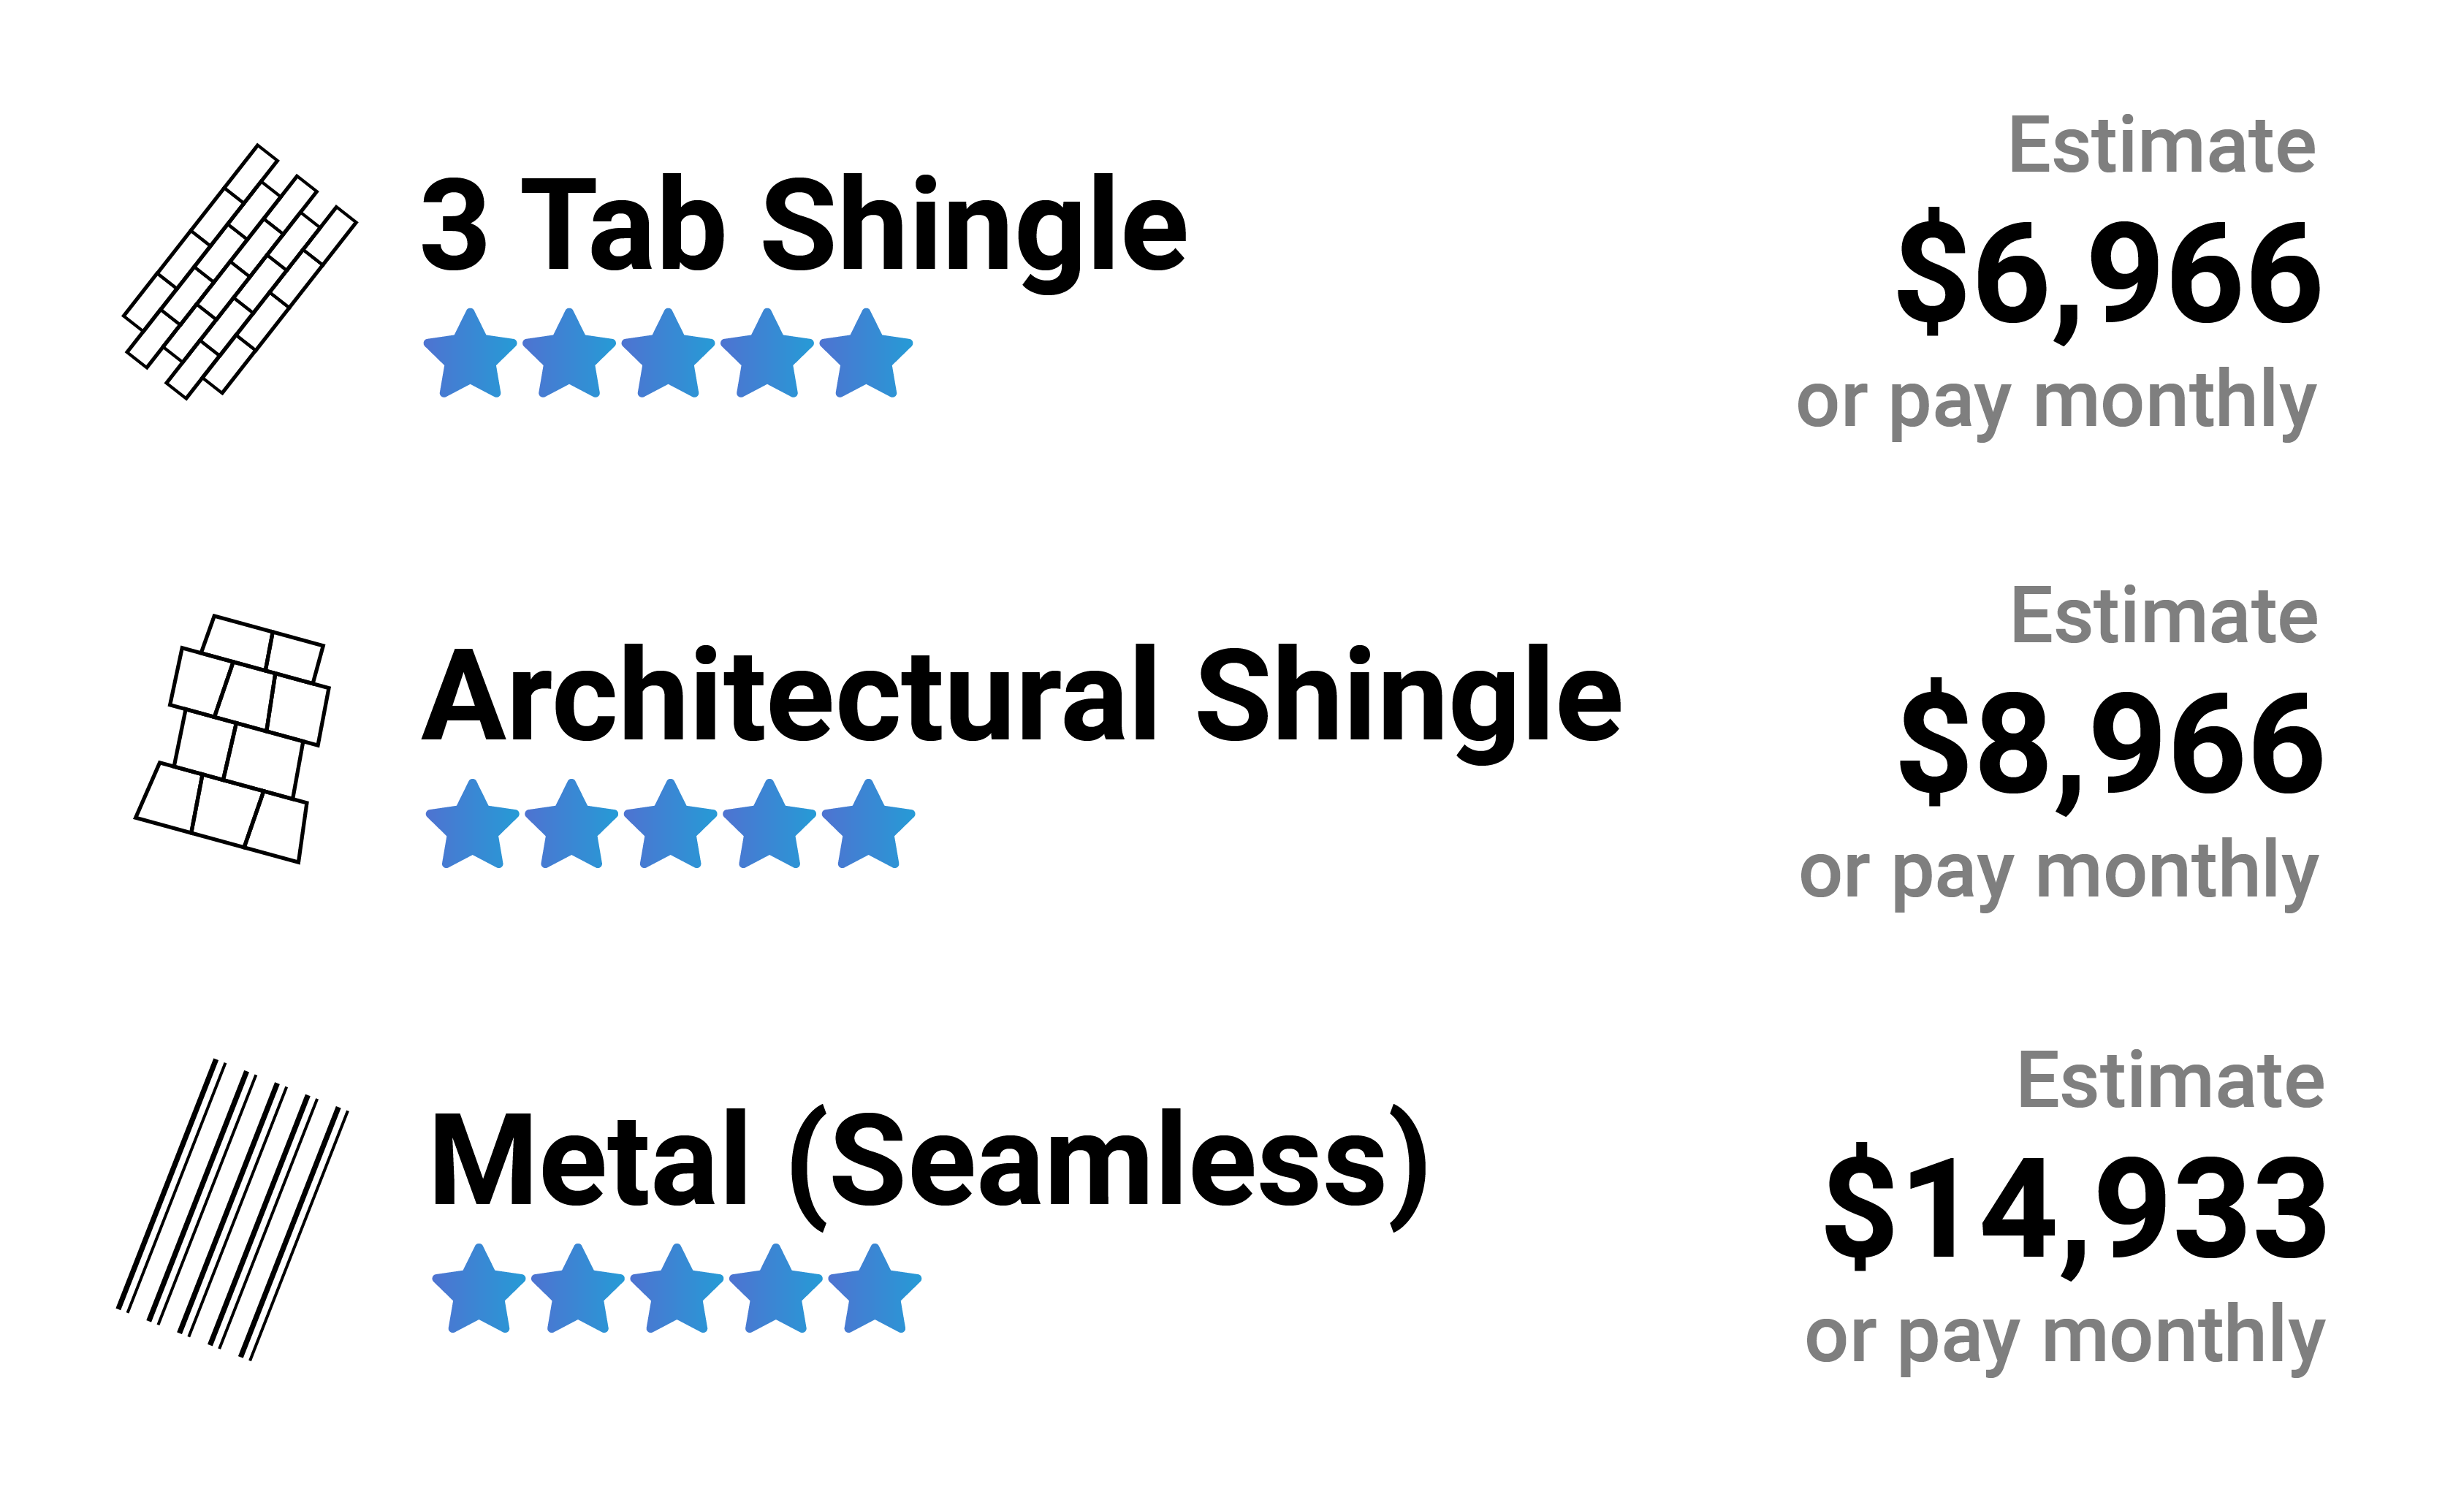 3 Tab Shingle
Estimate
$6,966
or pay monthly
Architectural Shingle
Estimate
$8,966
or pay monthly
Metal (Seamless)
Estimate
$14,933
or pay monthly